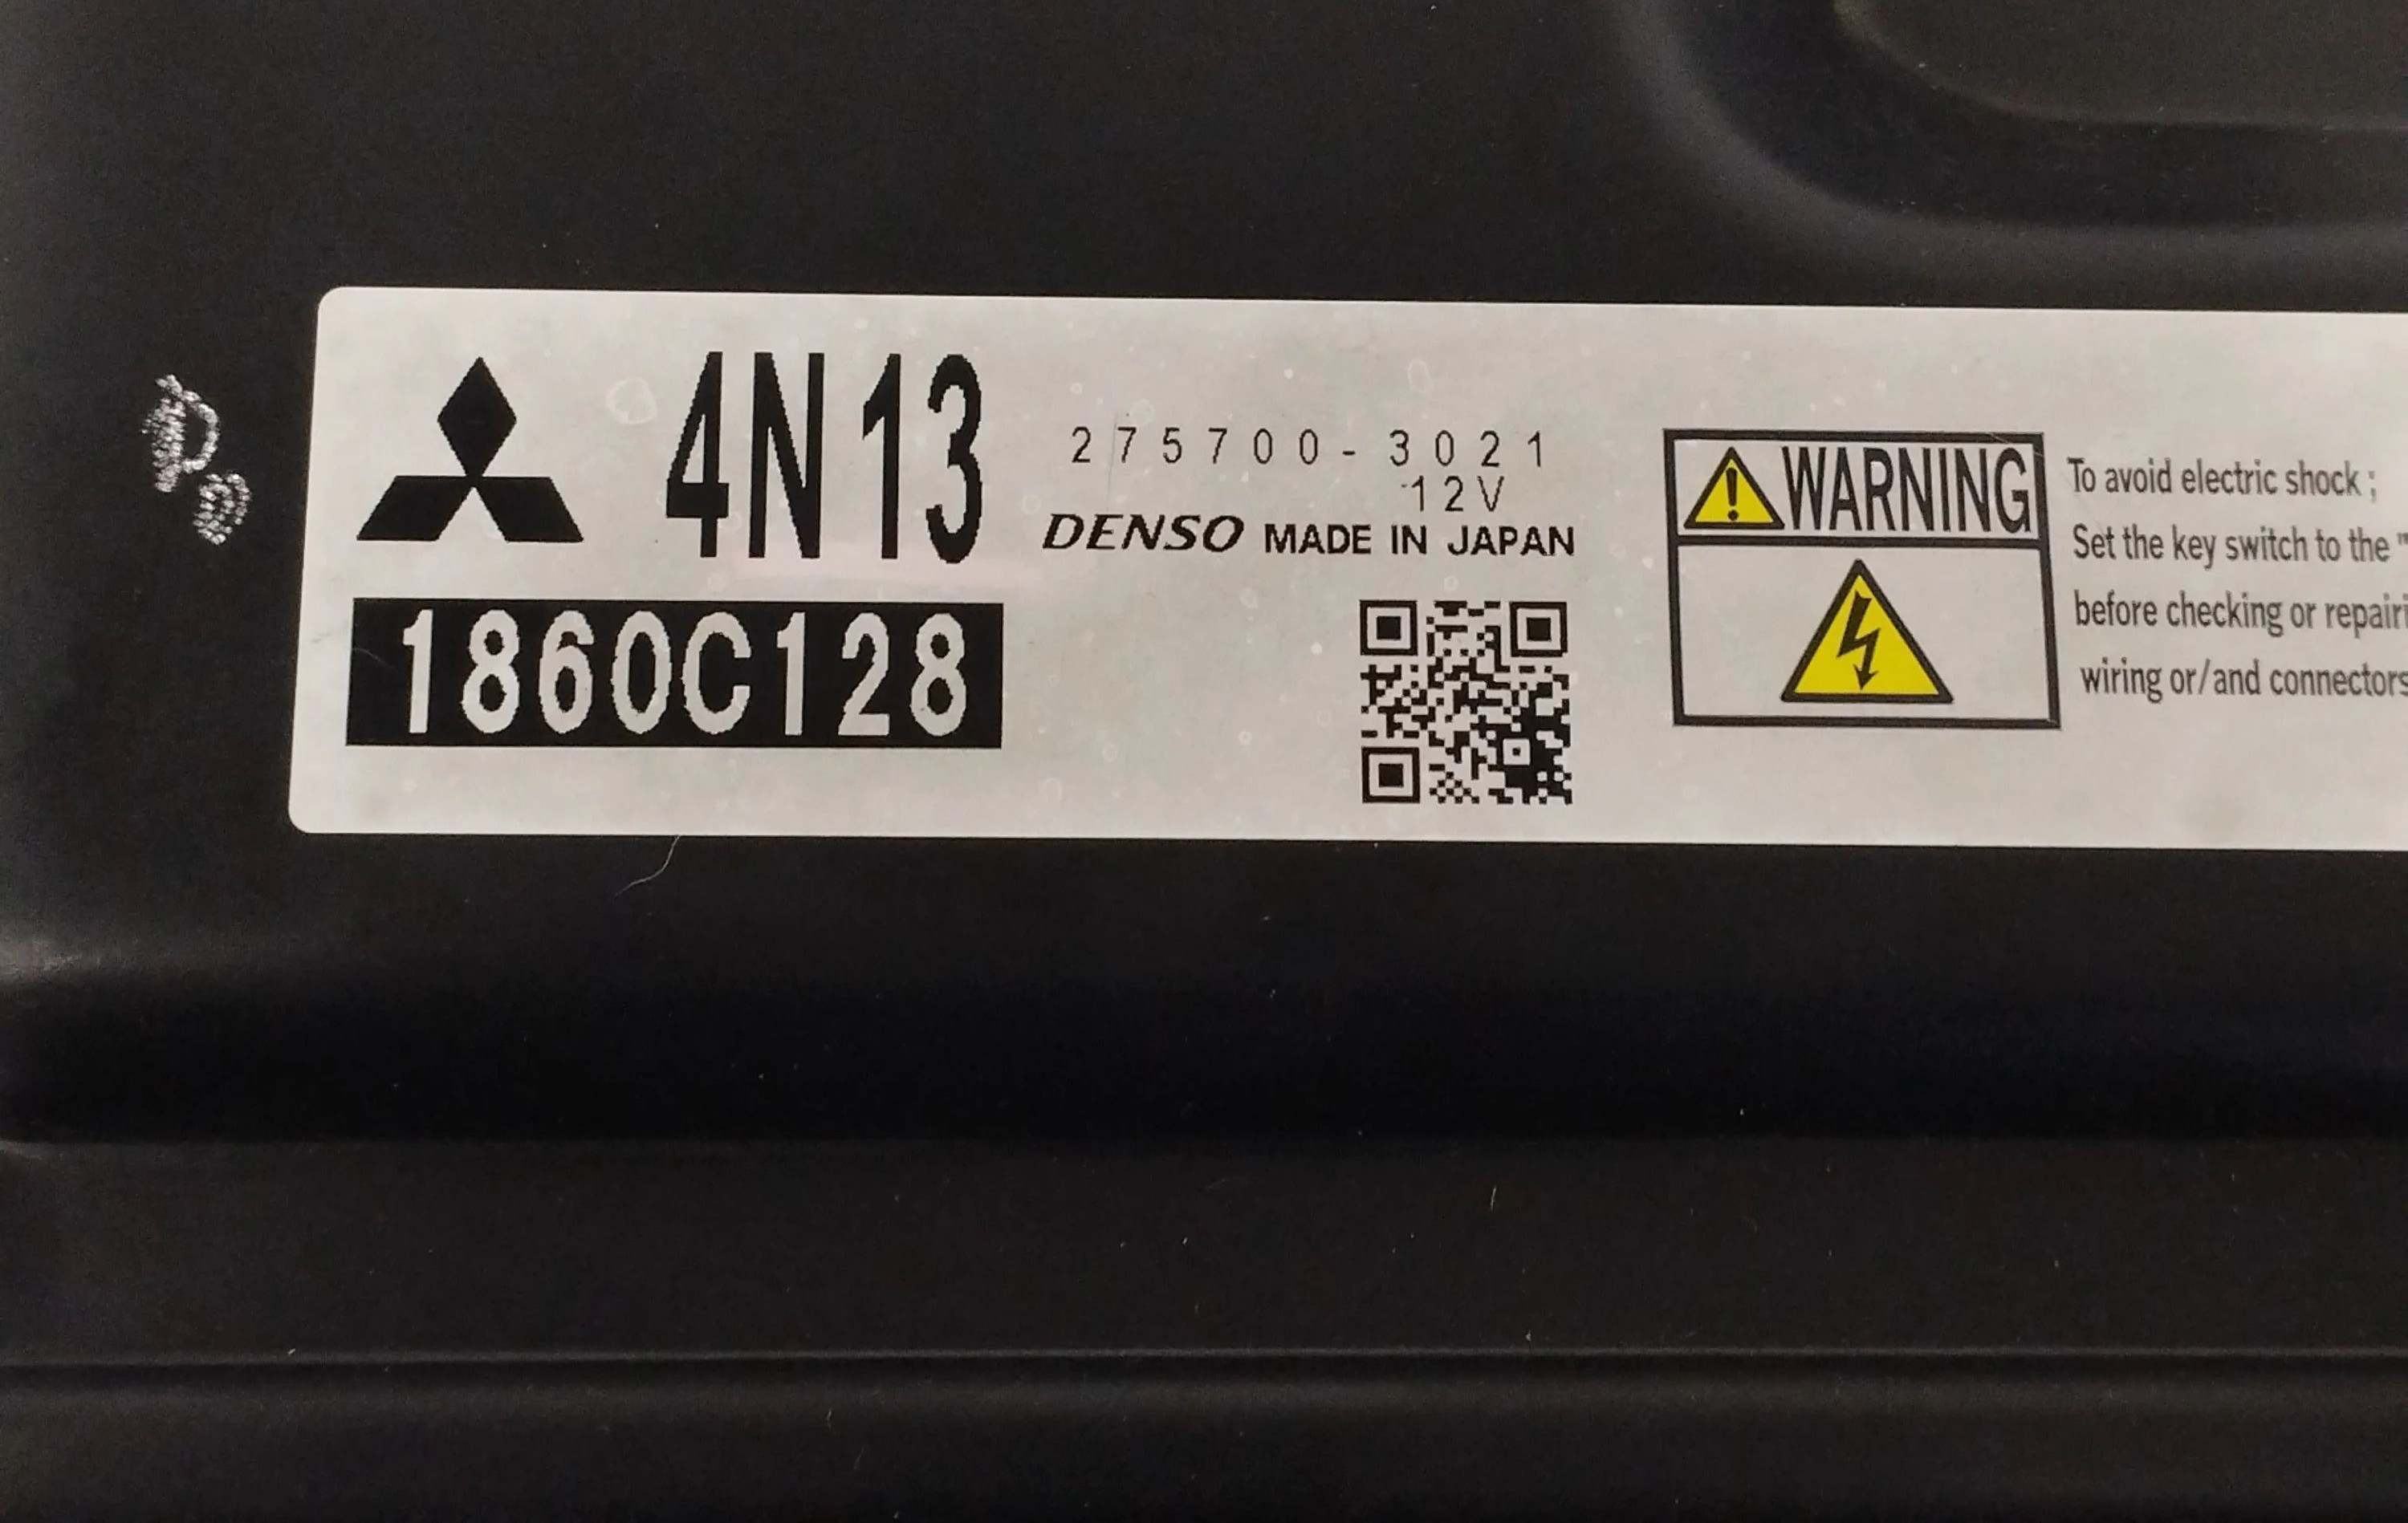 4N13
275700-3021
12V
DENSO MADE IN JAPAN
1860C128
WARNING
To avoid electric shock ;
Set the key switch to the "
before checking or
wiring or/and